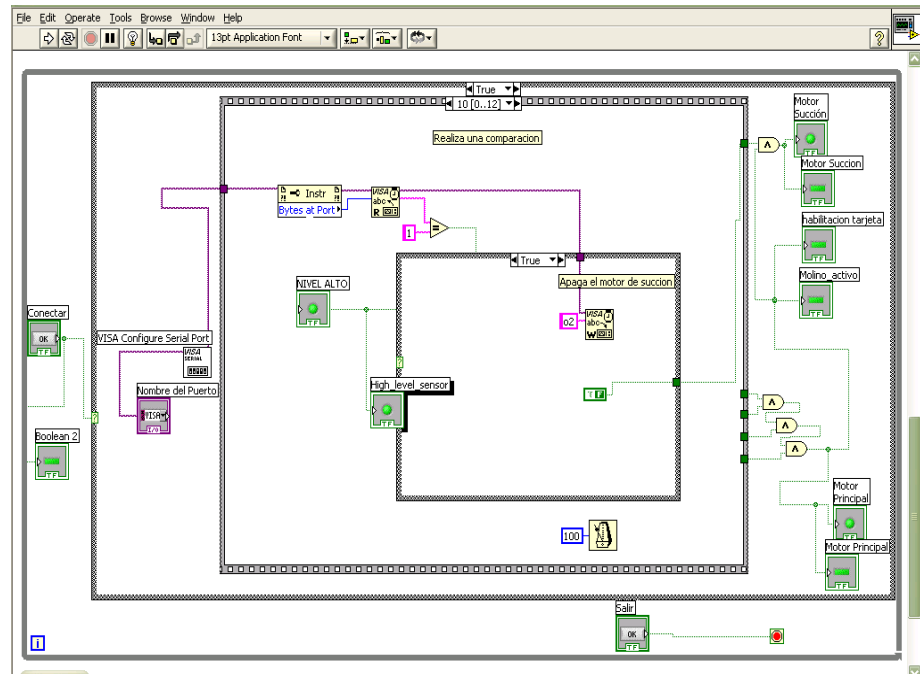 File Edit Operate Tools Browse Window Help
13pt Application Font
?
True
10 [0..12]
Realiza una comparacion
Motor
Succión
TF
Motor Succion
TF
Instr
Bytes at Port
VISA
abc
R
1
=
habilitacion tarjeta
TF
Molino_activo
TF
True
NIVEL ALTO
TF
Apaga el motor de succion
o2
VISA
abc
W
Conectar
OK
TF
VISA Configure Serial Port
VISA
SERIAL
Nombre del Puerto
VISA
I/O
?
?
High_level_sensor
TF
T F
Boolean 2
TF
Motor
Principal
TF
Motor Principal
TF
100
Salir
OK
TF
i